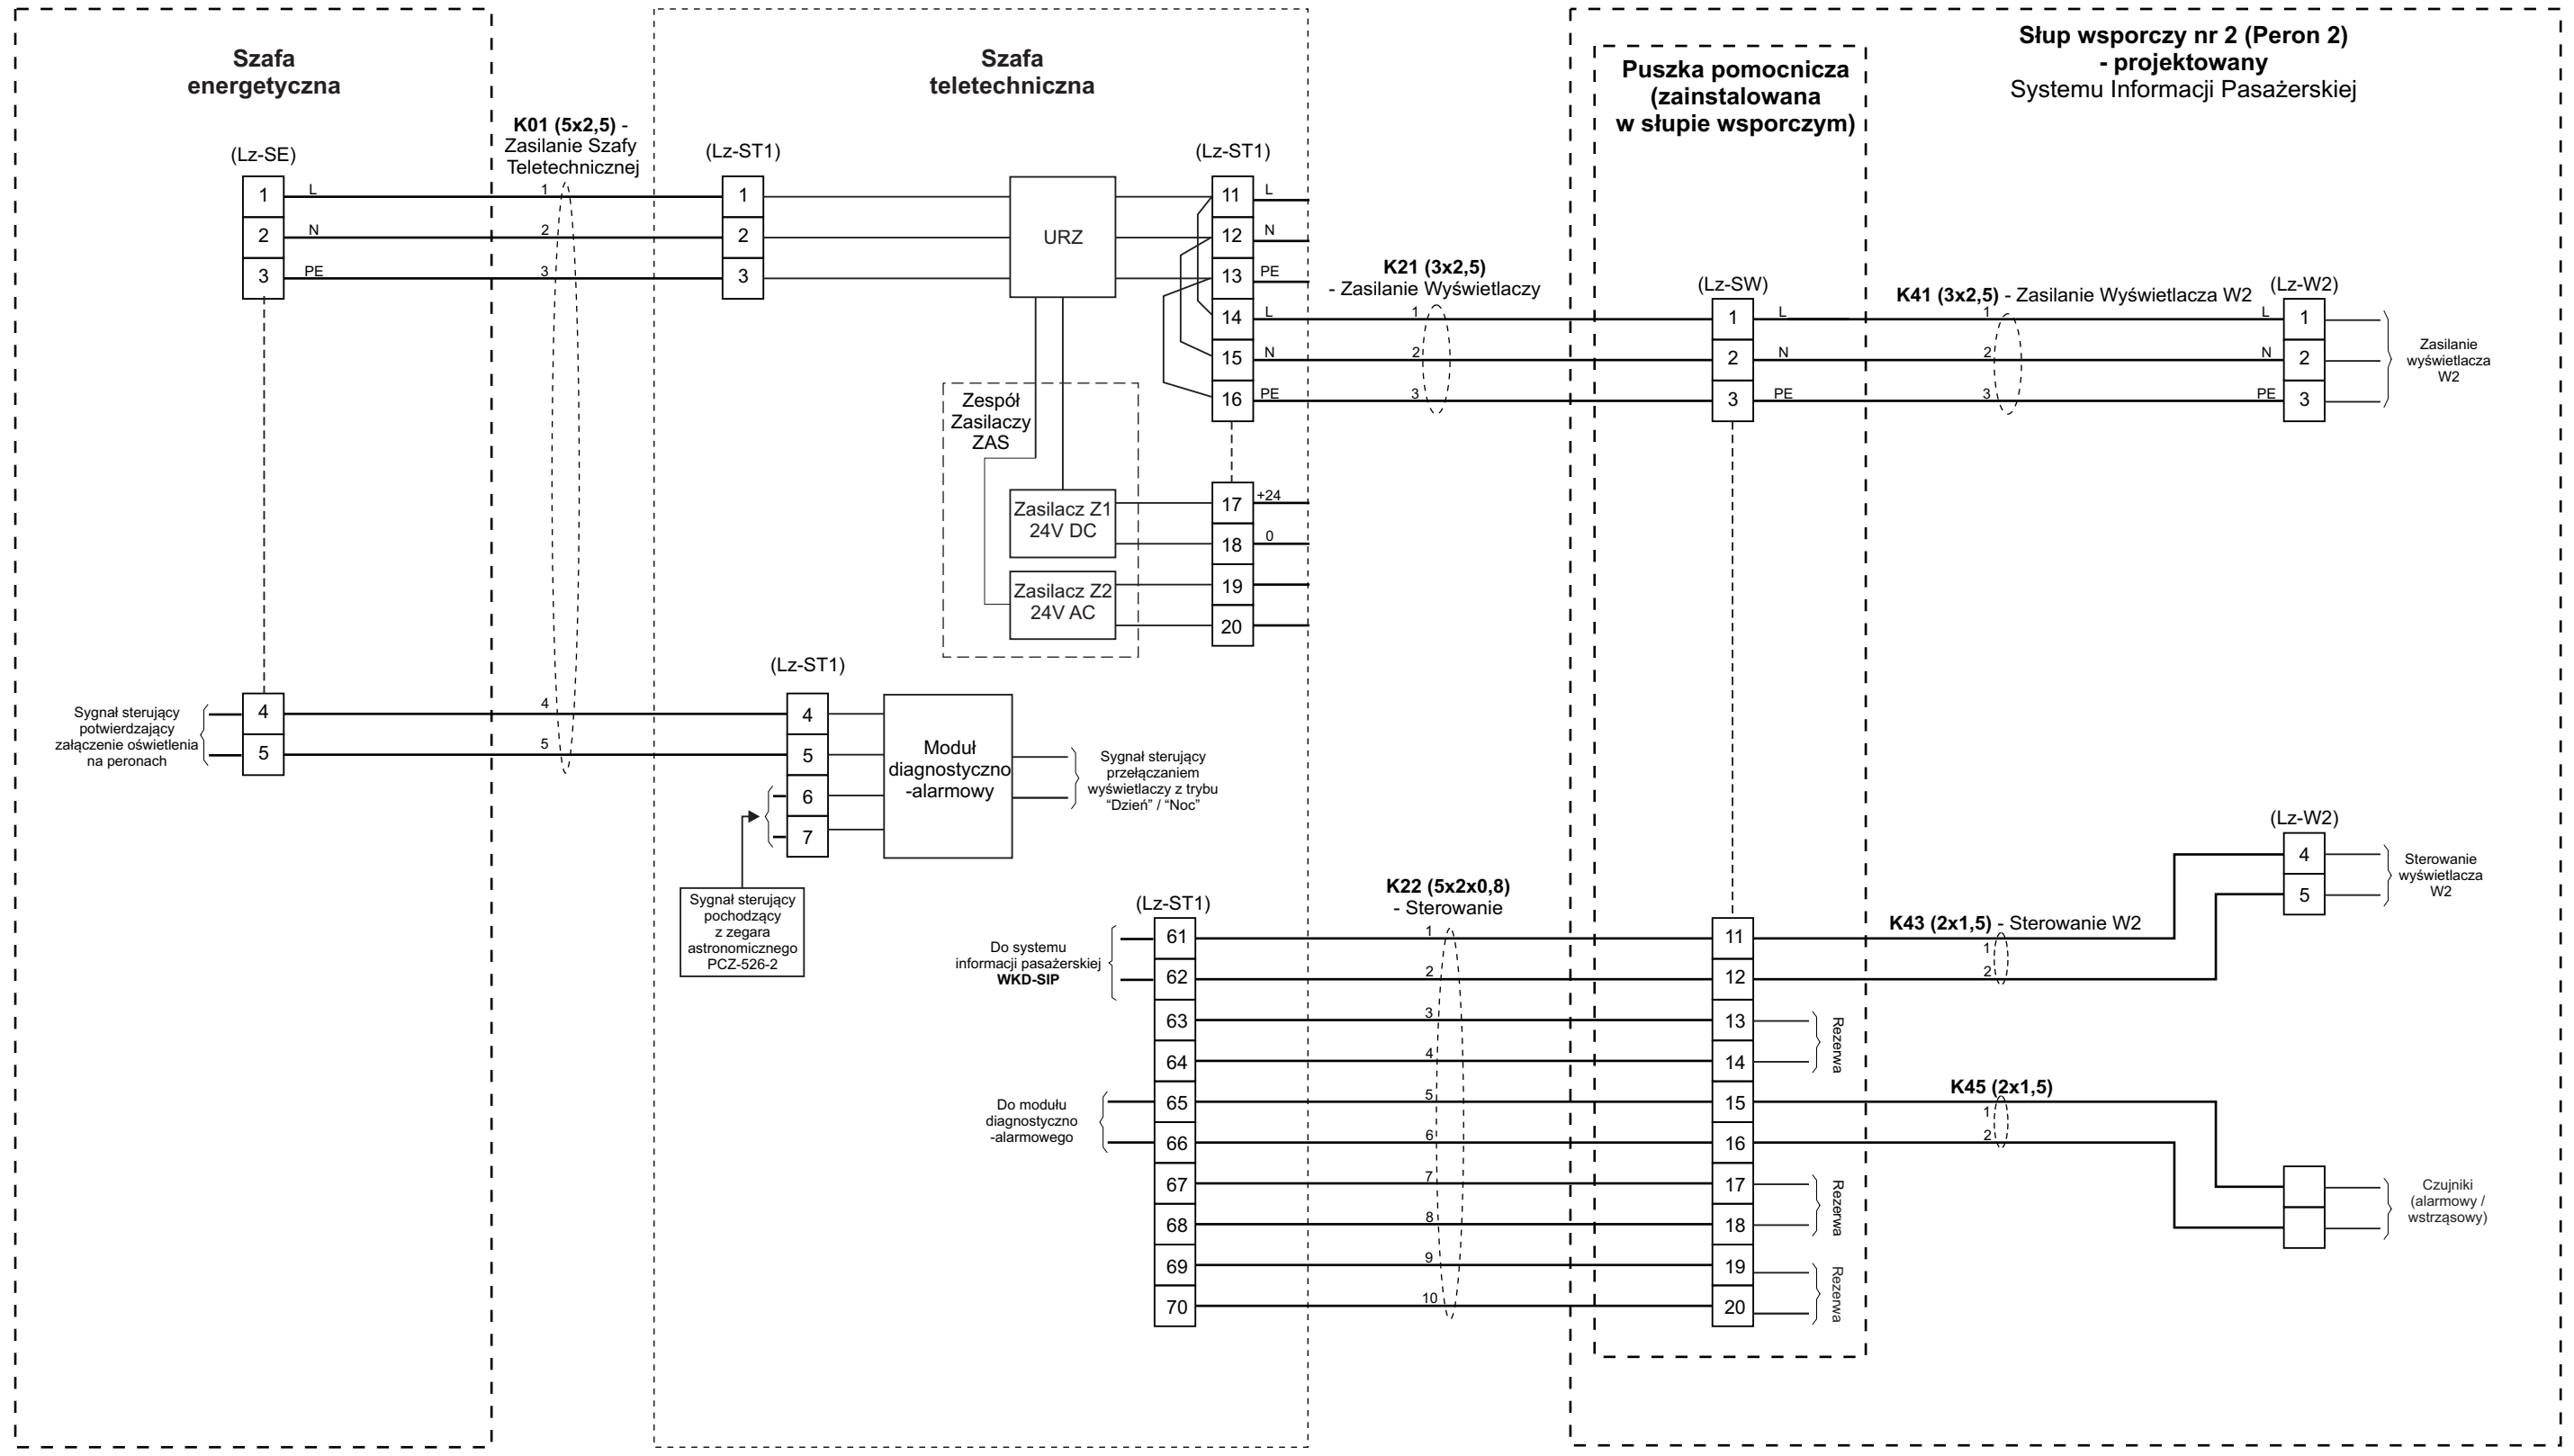 Szafa
energetyczna
(Lz-SE)
1
2
3
L
N
PE
4
5
Sygnał sterujący
potwierdzający
załączenie oświetlenia
na peronach
K01 (5x2,5) -
Zasilanie Szafy
Teletechnicznej
1
2
3
4
5
Szafa
teletechniczna
(Lz-ST1)
1
2
3
URZ
(Lz-ST1)
11
12
13
14
15
16
L
N
PE
L
N
PE
Zespół
Zasilaczy
ZAS
Zasilacz Z1
24V DC
Zasilacz Z2
24V AC
17
18
19
20
+24
0
(Lz-ST1)
4
5
6
7
Moduł
diagnostyczno
-alarmowy
Sygnał sterujący
przełączaniem
wyświetlaczy z trybu
“Dzień” / “Noc”
Sygnał sterujący
pochodzący
z zegara
astronomicznego
PCZ-526-2
(Lz-ST1)
61
62
63
64
65
66
67
68
69
70
Do systemu
informacji pasażerskiej
WKD-SIP
Do modułu
diagnostyczno
-alarmowego
K21 (3x2,5)
- Zasilanie Wyświetlaczy
1
2
3
K22 (5x2x0,8)
- Sterowanie
1
2
3
4
5
6
7
8
9
10
Słup wsporczy nr 2 (Peron 2)
- projektowany
Systemu Informacji Pasażerskiej
Puszka pomocnicza
(zainstalowana
w słupie wsporczym)
(Lz-SW)
1
2
3
L
N
PE
11
12
13
14
15
16
17
18
19
20
Rezerwa
Rezerwa
Rezerwa
K41 (3x2,5) - Zasilanie Wyświetlacza W2
1
2
3
L
N
PE
(Lz-W2)
1
2
3
Zasilanie
wyświetlacza
W2
K43 (2x1,5) - Sterowanie W2
1
2
(Lz-W2)
4
5
Sterowanie
wyświetlacza
W2
K45 (2x1,5)
1
2
Czujniki
(alarmowy /
wstrząsowy)